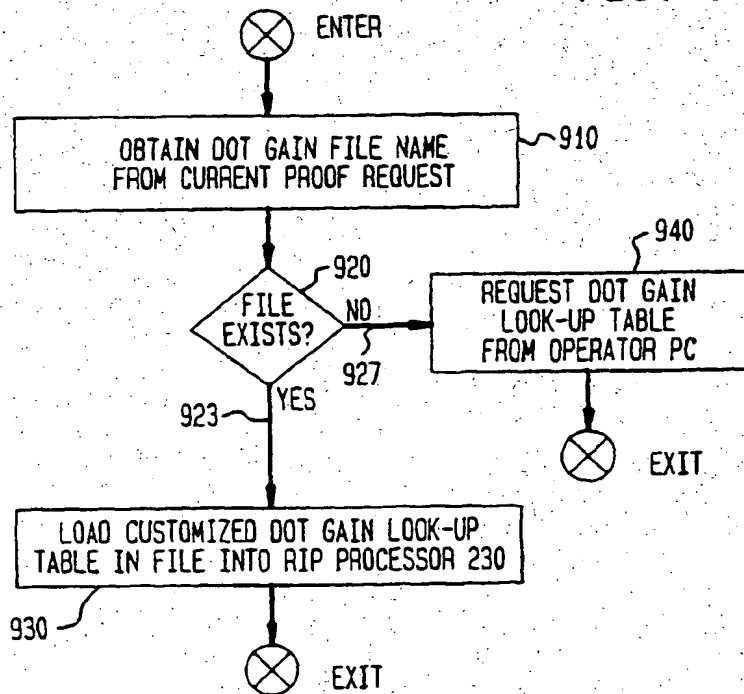 ENTER
OBTAIN DOT GAIN FILE NAME
FROM CURRENT PROOF REQUEST
910
920
FILE
EXISTS?
NO
927
940
REQUEST DOT GAIN
LOOK-UP TABLE
FROM OPERATOR PC
EXIT
923
YES
LOAD CUSTOMIZED DOT GAIN LOOK-UP
TABLE IN FILE INTO RIP PROCESSOR 230
930
EXIT